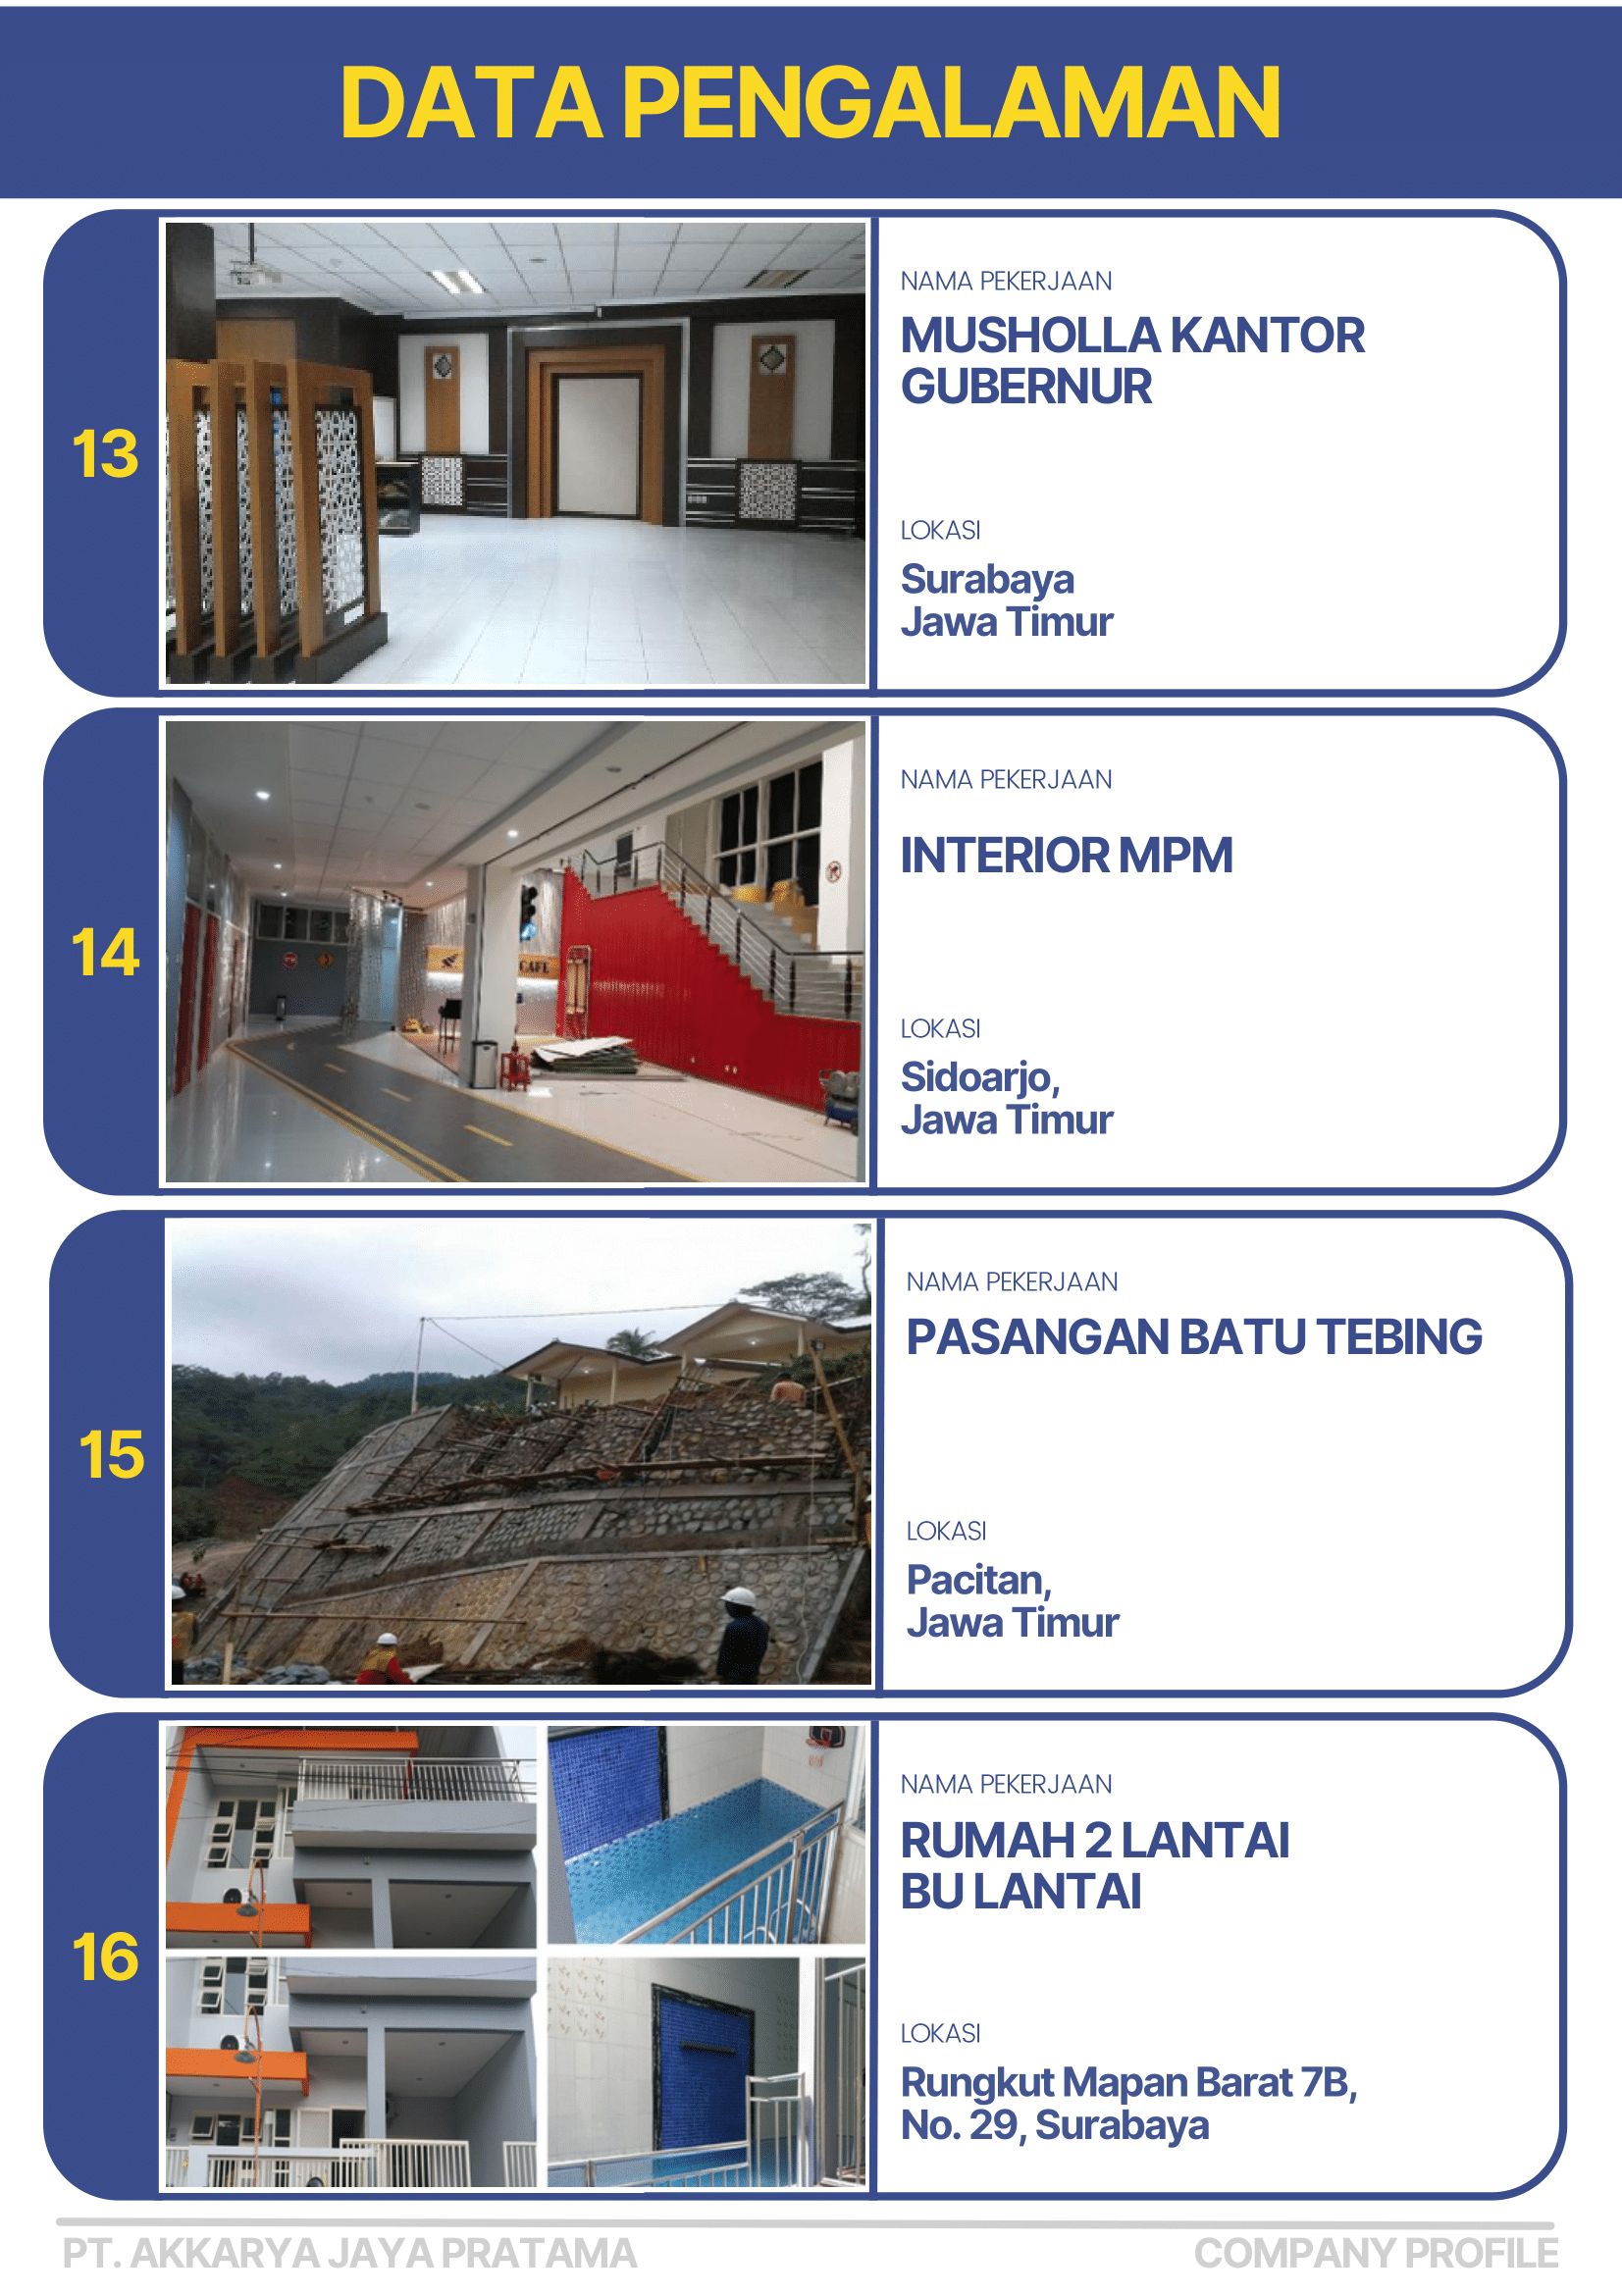 DATA PENGALAMAN
13
NAMA PEKERJAAN
MUSHOLLA KANTOR
GUBERNUR
LOKASI
Surabaya
Jawa Timur
14
CAFE
NAMA PEKERJAAN
INTERIOR MPM
LOKASI
Sidoarjo,
Jawa Timur
15
NAMA PEKERJAAN
PASANGAN BATU TEBING
LOKASI
Pacitan,
Jawa Timur
16
NAMA PEKERJAAN
RUMAH 2 LANTAI
BU LANTAI
LOKASI
Rungkut Mapan Barat 7B,
No. 29, Surabaya
PT. AKKARYA JAYA PRATAMA
COMPANY PROFILE